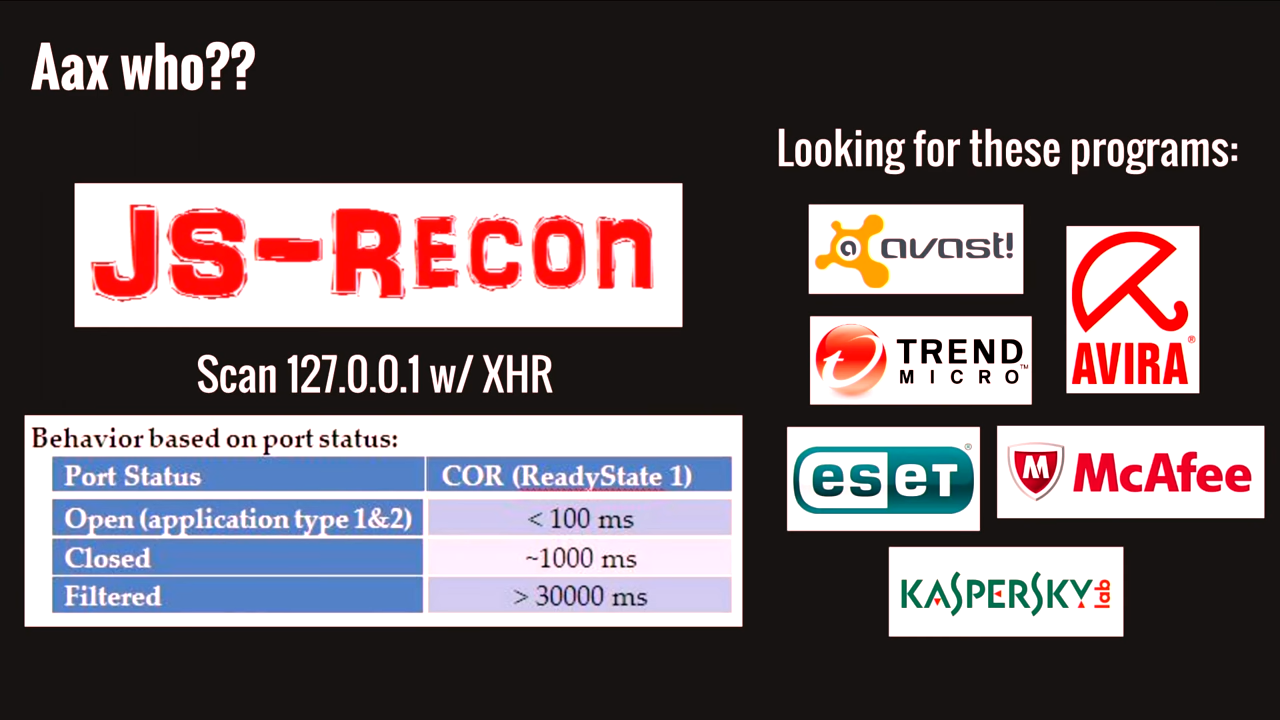 Aax who??
JS-Recon
Scan 127.0.0.1 w/ XHR
Behavior based on port status:
Port Status COR (ReadyState 1)
Open (application type 1&2) < 100 ms
Closed ~1000 ms
Filtered > 30000 ms
Looking for these programs:
a avast!
AVIRA®
TREND
MICRO™
eseT®
M McAfee
KASPERSKY lab